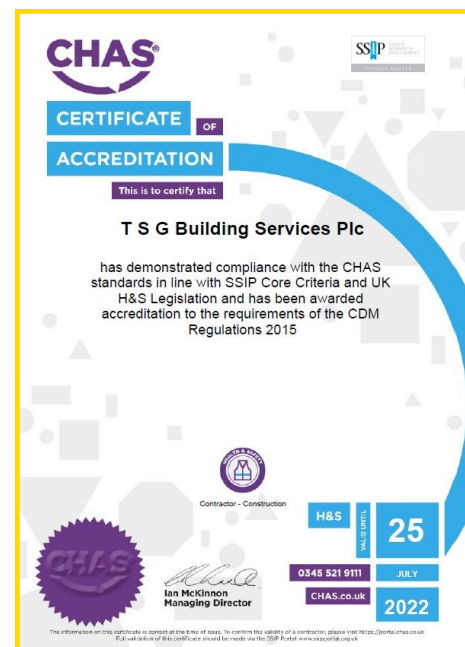 CHAS®
SSIP
CERTIFICATE
OF
ACCREDITATION
This is to certify that
T S G Building Services Plc
has demonstrated compliance with the CHAS
standards in line with SSIP Core Criteria and UK
H&S Legislation and has been awarded
accreditation to the requirements of the CDM
Regulations 2015
HEALTH & SAFETY
Contractor - Construction
H&S
VALID UNTIL
25
JULY
2022
0345 521 9111
CHAS.co.uk
CHAS
Ian McKinnon
Managing Director
The information on this certificate is correct at the time of issue. To confirm the validity of a contractor, please visit https://portal.chas.co.uk
Full validation of this certificate should be made via the SSIP Portal www.ssipportal.org.uk